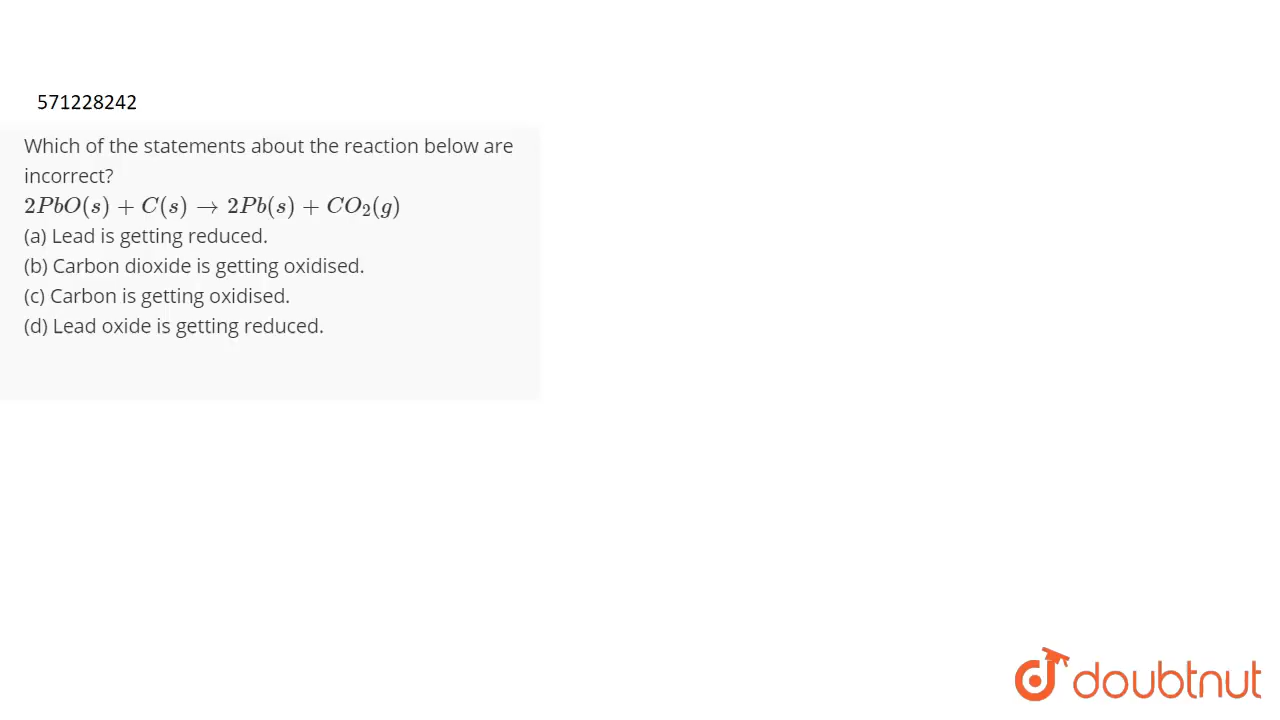 571228242
Which of the statements about the reaction below are
incorrect?
2PbO(s) + C(s) → 2Pb(s) + CO₂(g)
(a) Lead is getting reduced.
(b) Carbon dioxide is getting oxidised.
(c) Carbon is getting oxidised.
(d) Lead oxide is getting reduced.
doubtnut